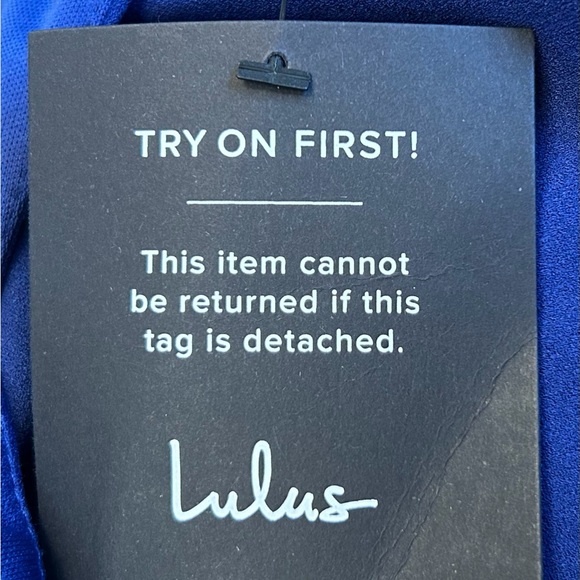 TRY ON FIRST!
This item cannot
be returned if this
tag is detached.
Lulus